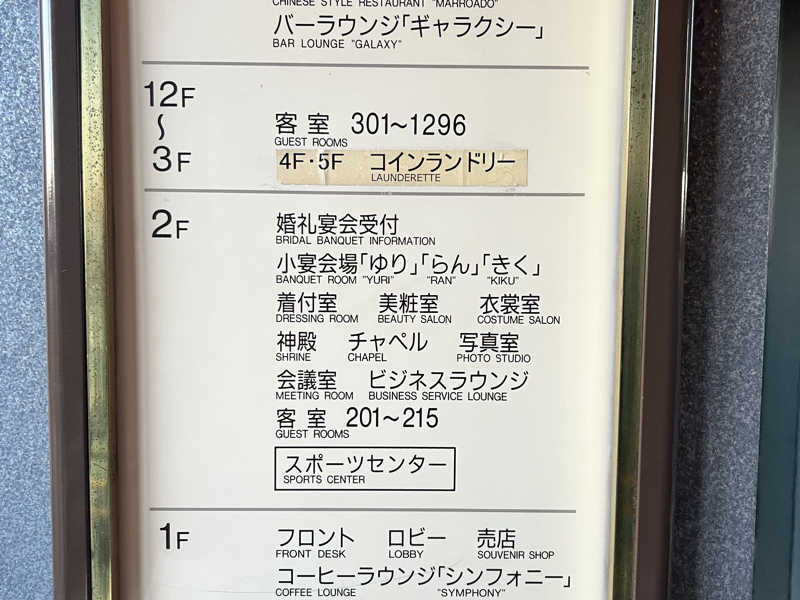 CHINESE STYLE RESTAURANT "MAHROADO"
バーラウンジ「ギャラクシー」
BAR LOUNGE "GALAXY"
12F
〜
3F
客室 301〜1296
GUEST ROOMS
4F・5F コインランドリー
LAUNDERETTE
2F
婚礼宴会受付
BRIDAL BANQUET INFORMATION
小宴会場「ゆり」「らん」「きく」
BANQUET ROOM "YURI" "RAN" "KIKU"
着付室 美粧室 衣裳室
DRESSING ROOM BEAUTY SALON COSTUME SALON
神殿 チャペル 写真室
SHRINE CHAPEL PHOTO STUDIO
会議室 ビジネスラウンジ
MEETING ROOM BUSINESS SERVICE LOUNGE
客室 201〜215
GUEST ROOMS
スポーツセンター
SPORTS CENTER
1F
フロント ロビー 売店
FRONT DESK LOBBY SOUVENIR SHOP
コーヒーラウンジ「シンフォニー」
COFFEE LOUNGE "SYMPHONY"